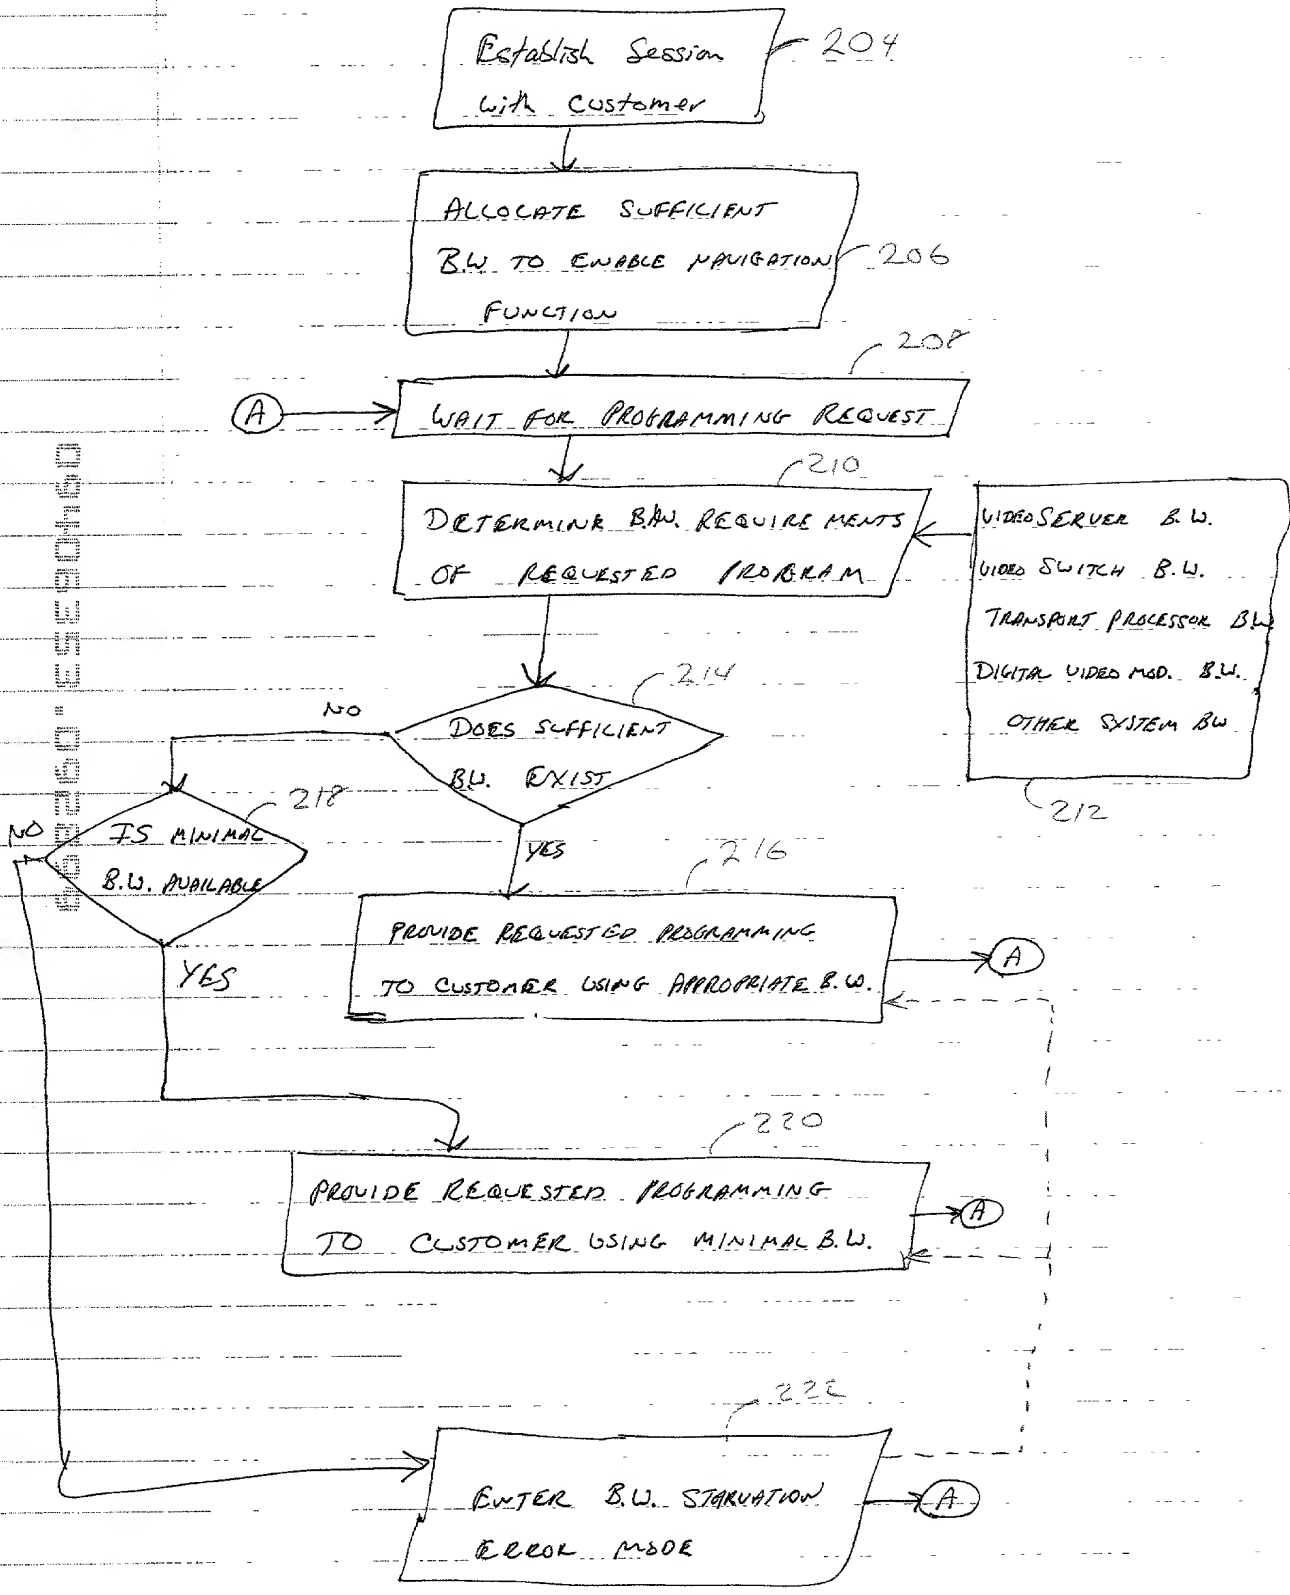 Establish Session
with Customer
204
ALLOCATE SUFFICIENT
B.W TO ENABLE NAVIGATION
FUNCTION
206
208
A
WAIT FOR PROGRAMMING REQUEST
210
DETERMINE B.W. REQUIREMENTS
OF REQUESTED PROGRAM
VIDEO SERVER B.W.
VIDEO SWITCH B.W.
TRANSPORT PROCESSOR BW
DIGITAL VIDEO MOD. B.W.
OTHER SYSTEM BW
212
214
DOES SUFFICIENT
B.W. EXIST
NO
218
IS MINIMAL
B.W. AVAILABLE
NO
YES
YES
216
PROVIDE REQUESTED PROGRAMMING
TO CUSTOMER USING APPROPRIATE B.W.
A
220
PROVIDE REQUESTED PROGRAMMING
TO CUSTOMER USING MINIMAL B.W.
A
222
ENTER B.W. STARVATION
ERROR MODE
A